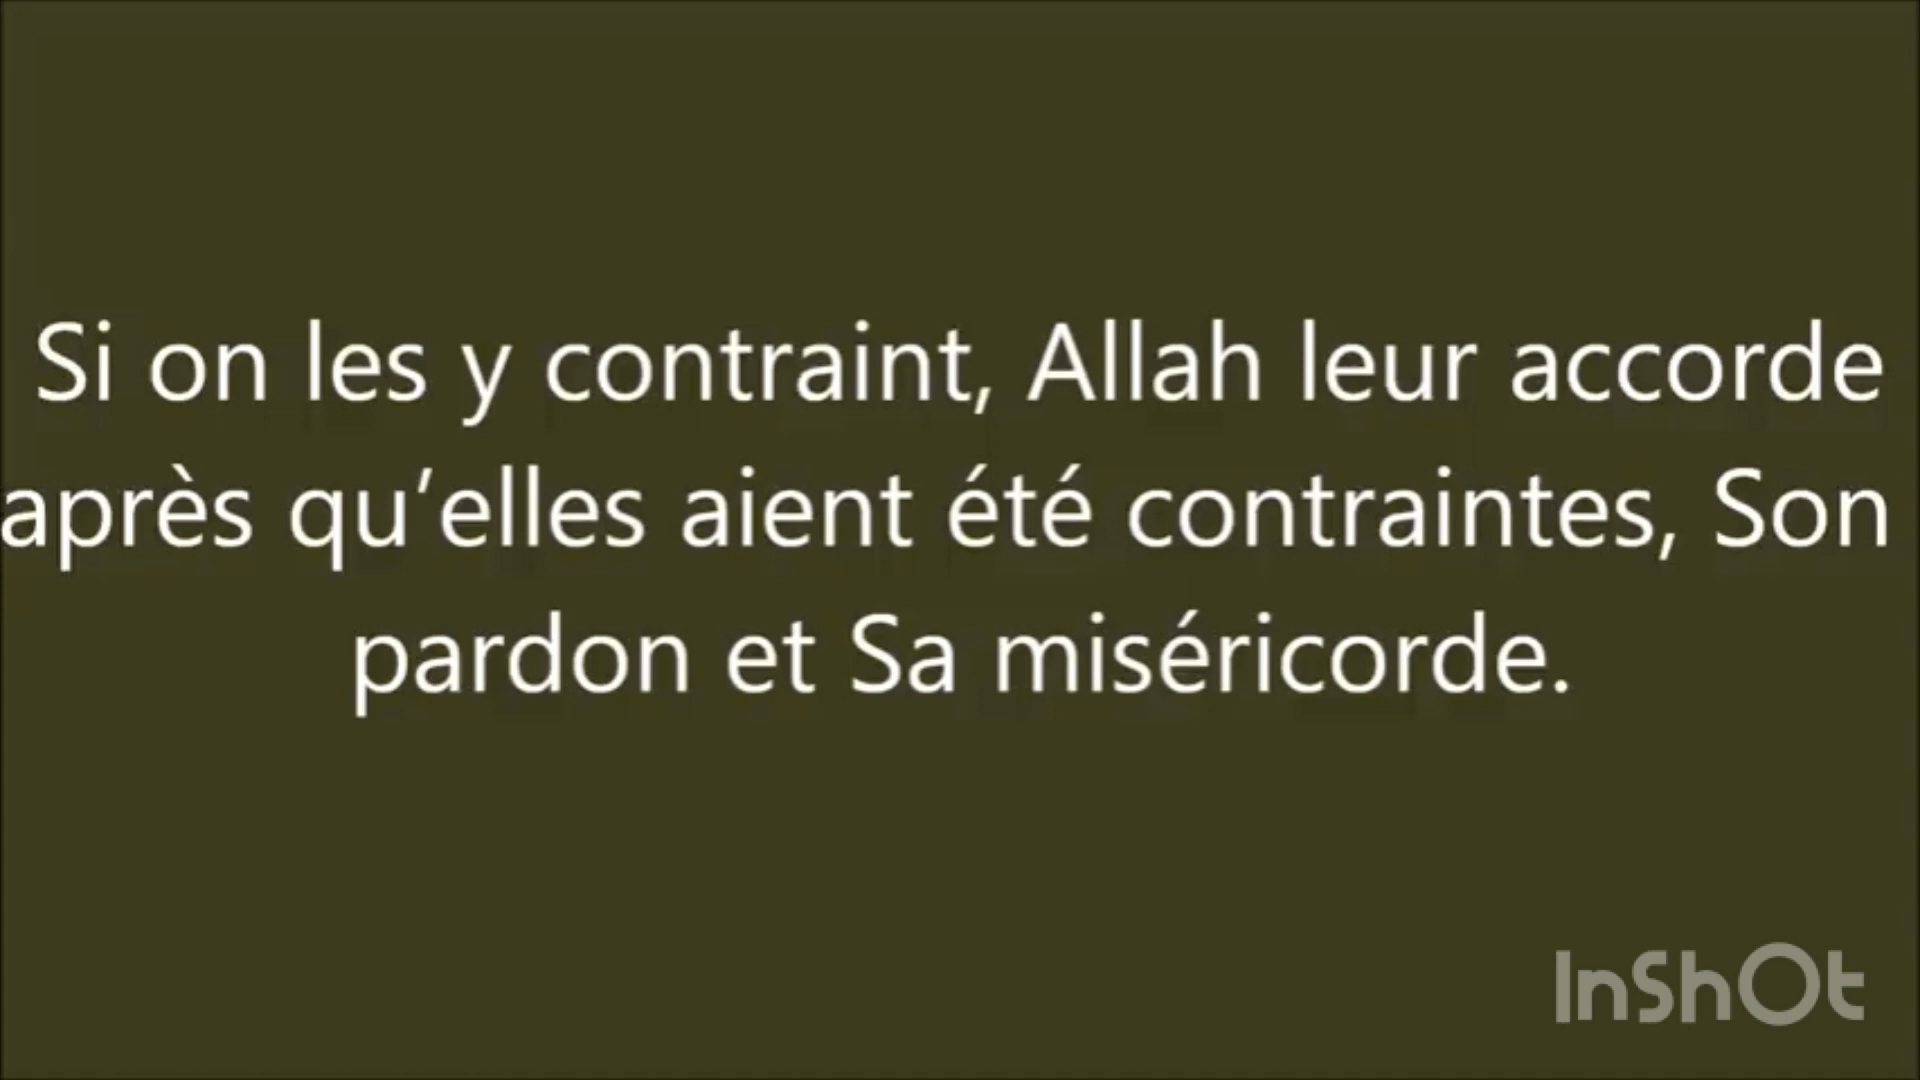 Si on les y contraint, Allah leur accorde
après qu’elles aient été contraintes, Son
pardon et Sa miséricorde.
InShOt